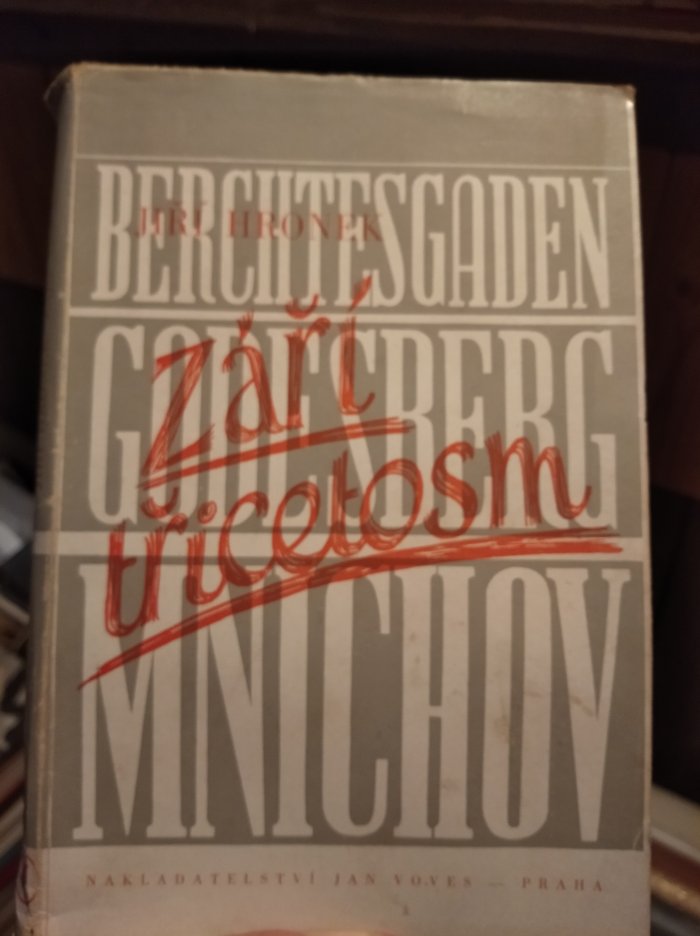 BERCHTESGADEN
JIŘÍ HRONEK
GODESBERG
Září
třicetosm
MNICHOV
NAKLADATELSTVÍ JAN VOVES — PRAHA